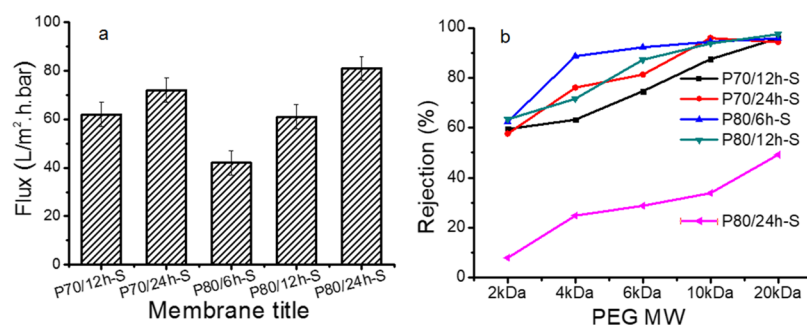 a
Flux (L/m².h.bar)
100
80
60
40
20
0
P70/12h-S
P70/24h-S
P80/6h-S
P80/12h-S
P80/24h-S
Membrane title
b
Rejection (%)
100
80
60
40
20
0
P70/12h-S
P70/24h-S
P80/6h-S
P80/12h-S
P80/24h-S
2kDa
4kDa
6kDa
10kDa
20kDa
PEG MW